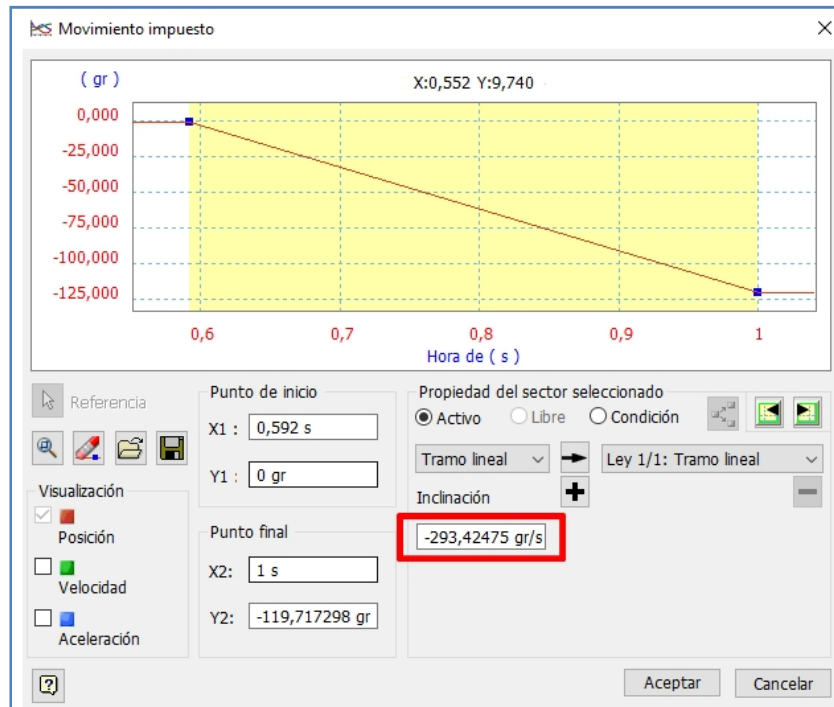 Movimiento impuesto
( gr )
X:0,552 Y:9,740
0,000
-25,000
-50,000
-75,000
-100,000
-125,000
0,6 0,7 0,8 0,9 1
Hora de ( s )
Referencia
Visualización
Posición
Velocidad
Aceleración
Punto de inicio
X1 : 0,592 s
Y1 : 0 gr
Punto final
X2: 1 s
Y2: -119,717298 gr
Propiedad del sector seleccionado
Activo Libre Condición
Tramo lineal Ley 1/1: Tramo lineal
Inclinación
-293,42475 gr/s
Aceptar Cancelar